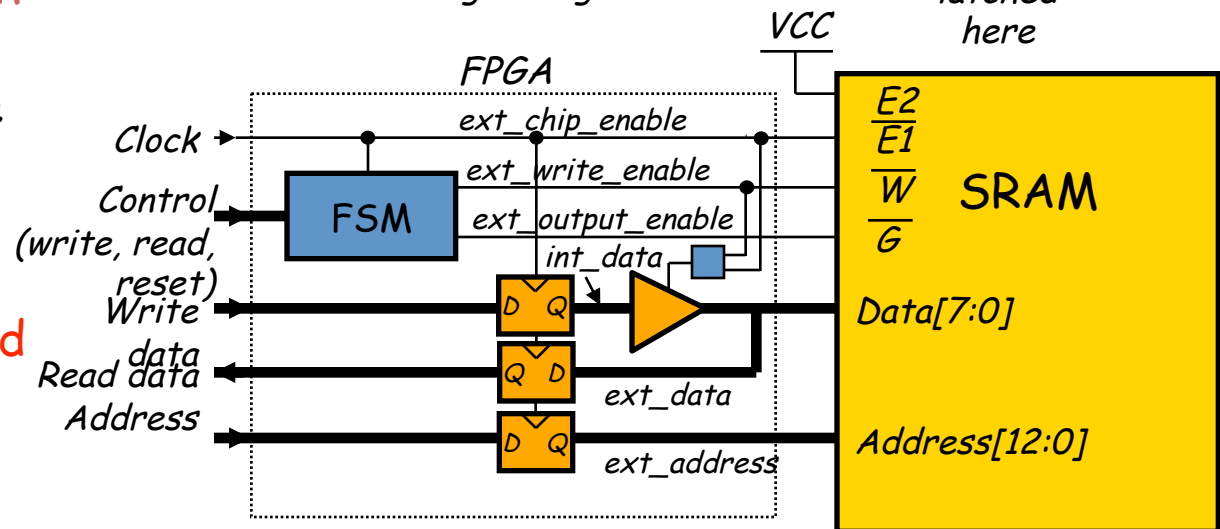 here
VCC
FPGA
E2
E1
Clock
ext_chip_enable
ext_write_enable
W
SRAM
Control
(write, read,
reset)
FSM
ext_output_enable
G
int_data
Write
data
D Q
Data[7:0]
Read data
Q D
ext_data
Address
D Q
ext_address
Address[12:0]